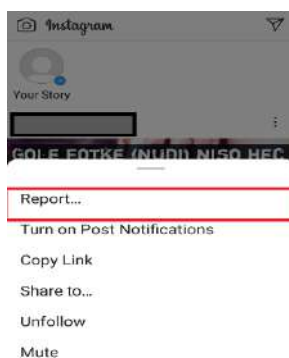 Instagram
Your Story
GOLE FOTKE (NUDI) NISO HEC
Report...
Turn on Post Notifications
Copy Link
Share to...
Unfollow
Mute